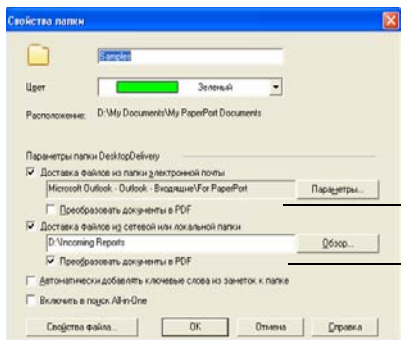 Свойства папки
Samples
Цвет
Зеленый
Расположение: D:\My Documents\My PaperPort Documents
Параметры папки DesktopDelivery
Доставка файлов из папки электронной почты
Microsoft Outlook - Outlook - Входящие\For PaperPort
Параметры...
Преобразовать документы в PDF
Доставка файлов из сетевой или локальной папки
D:\Incoming Reports
Обзор...
Преобразовать документы в PDF
Автоматически добавлять ключевые слова из заметок к папке
Включить в поиск All-in-One
Свойства файла...
OK
Отмена
Справка